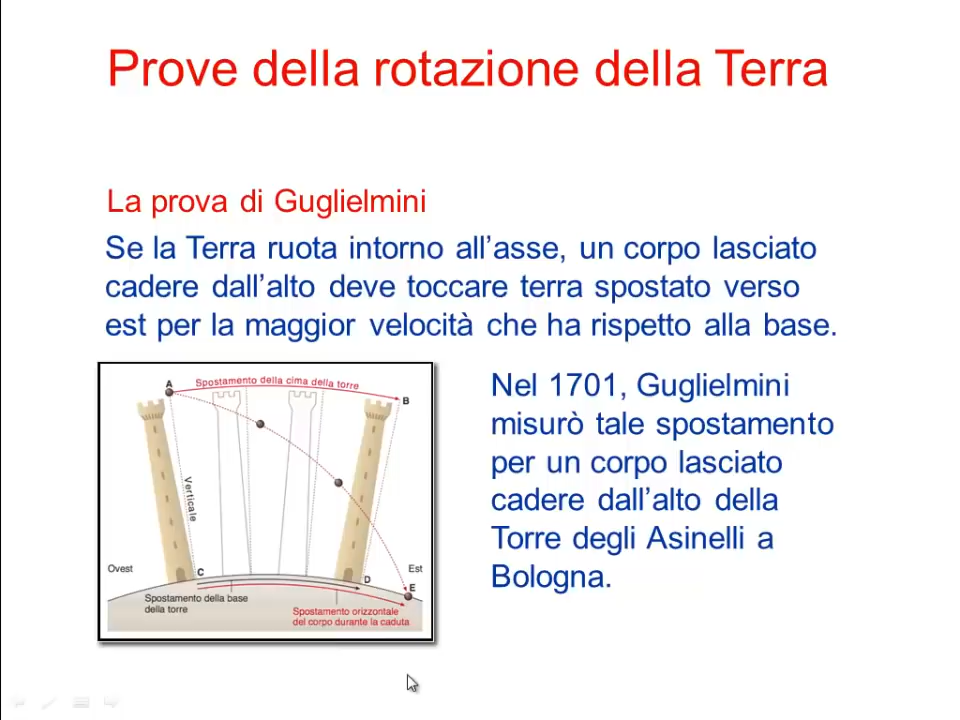 Prove della rotazione della Terra
La prova di Guglielmini
Se la Terra ruota intorno all’asse, un corpo lasciato
cadere dall’alto deve toccare terra spostato verso
est per la maggior velocità che ha rispetto alla base.
A
Spostamento della cima della torre
B
Verticale
Ovest
C
D
Est
E
Spostamento della base
della torre
Spostamento orizzontale
del corpo durante la caduta
Nel 1701, Guglielmini
misurò tale spostamento
per un corpo lasciato
cadere dall’alto della
Torre degli Asinelli a
Bologna.